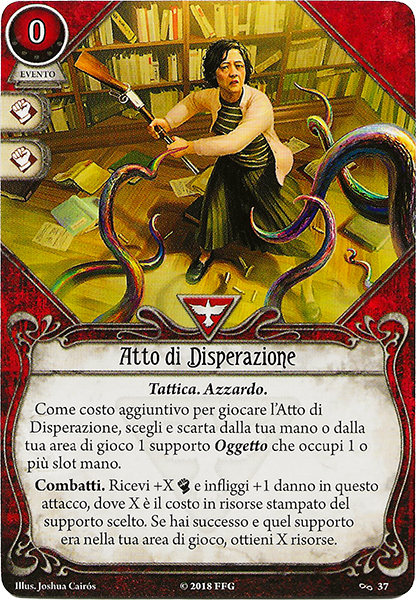 0
EVENTO
Atto di Disperazione
Tattica. Azzardo.
Come costo aggiuntivo per giocare l'Atto di
Disperazione, scegli e scarta dalla tua mano o dalla
tua area di gioco 1 supporto Oggetto che occupi 1 o
più slot mano.
Combatti. Ricevi +X e infliggi +1 danno in questo
attacco, dove X è il costo in risorse stampato del
supporto scelto. Se hai successo e quel supporto
era nella tua area di gioco, ottieni X risorse.
Illus. Joshua Cairós © 2018 FFG 37